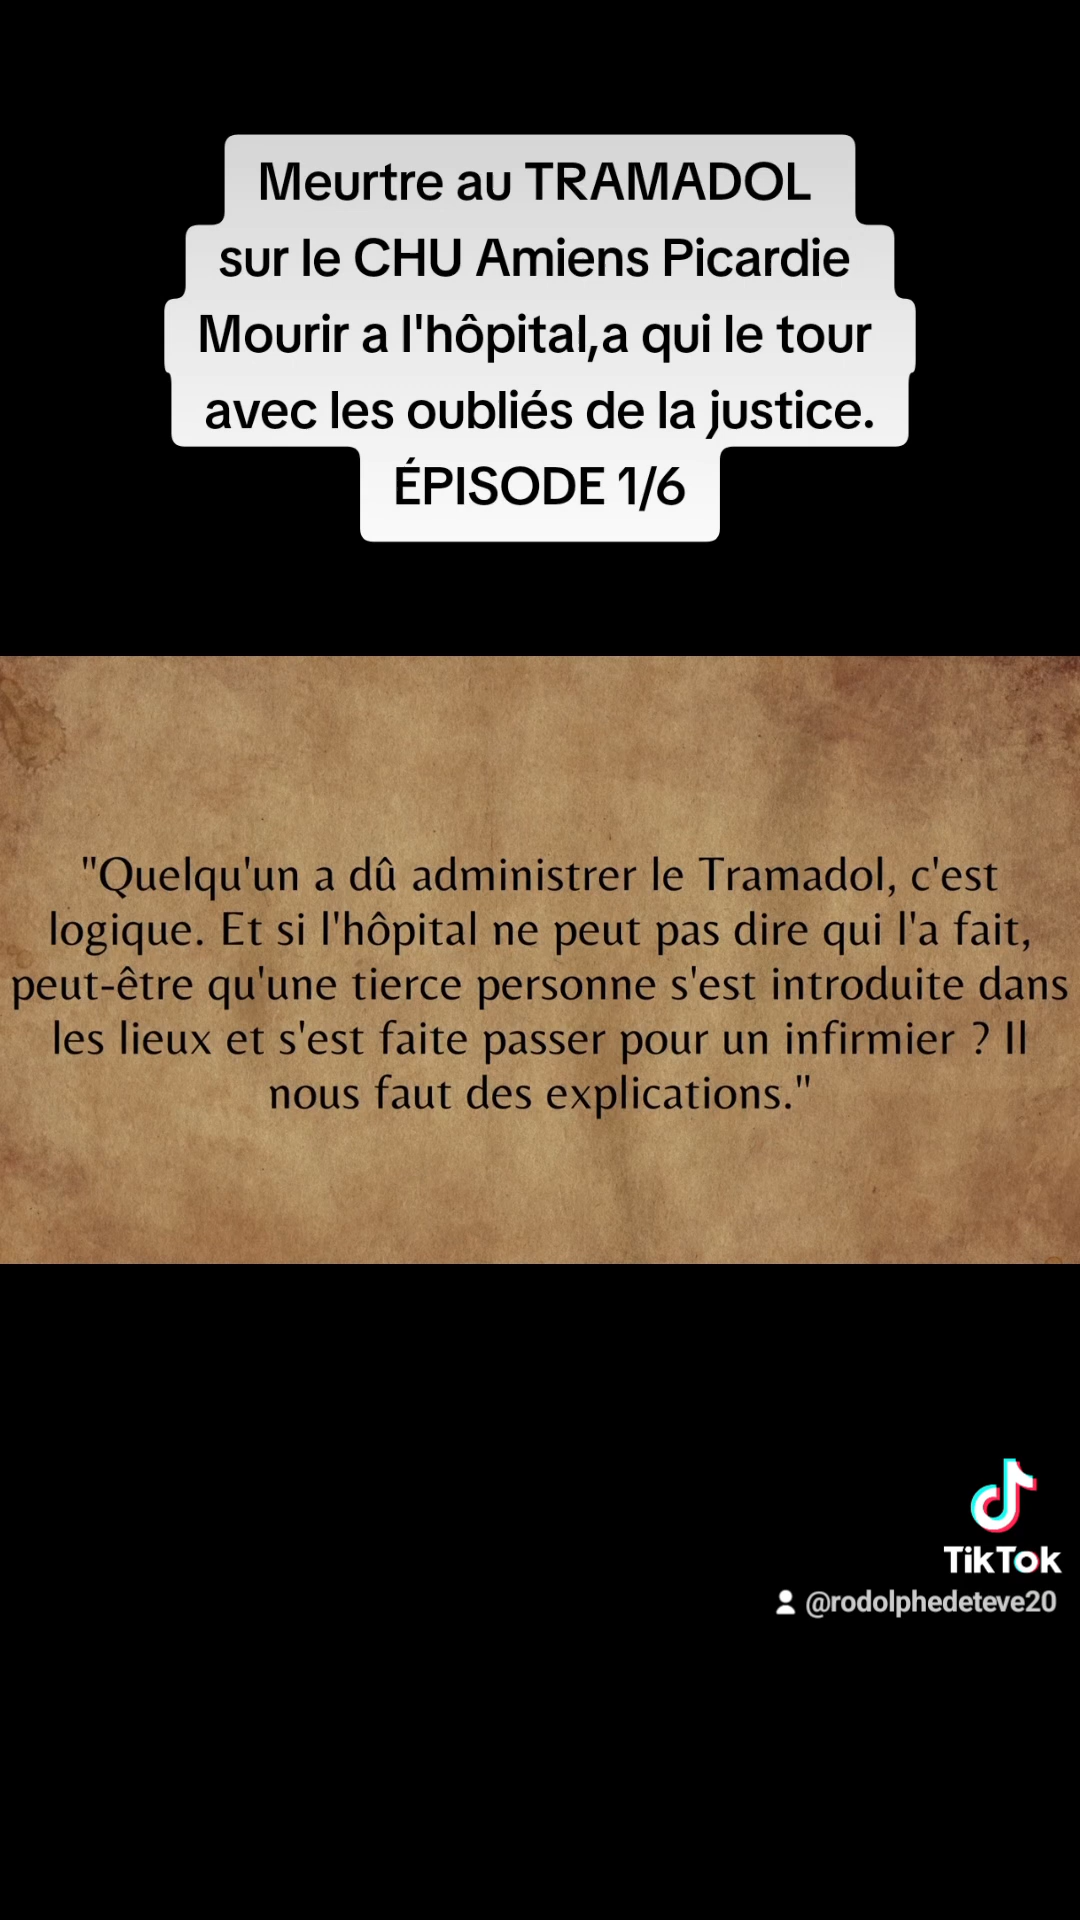 Meurtre au TRAMADOL
sur le CHU Amiens Picardie
Mourir a l'hôpital,a qui le tour
avec les oubliés de la justice.
ÉPISODE 1/6
"Quelqu'un a dû administrer le Tramadol, c'est
logique. Et si l'hôpital ne peut pas dire qui l'a fait,
peut-être qu'une tierce personne s'est introduite dans
les lieux et s'est faite passer pour un infirmier ? Il
nous faut des explications."
TikTok
@rodolphedeteve20